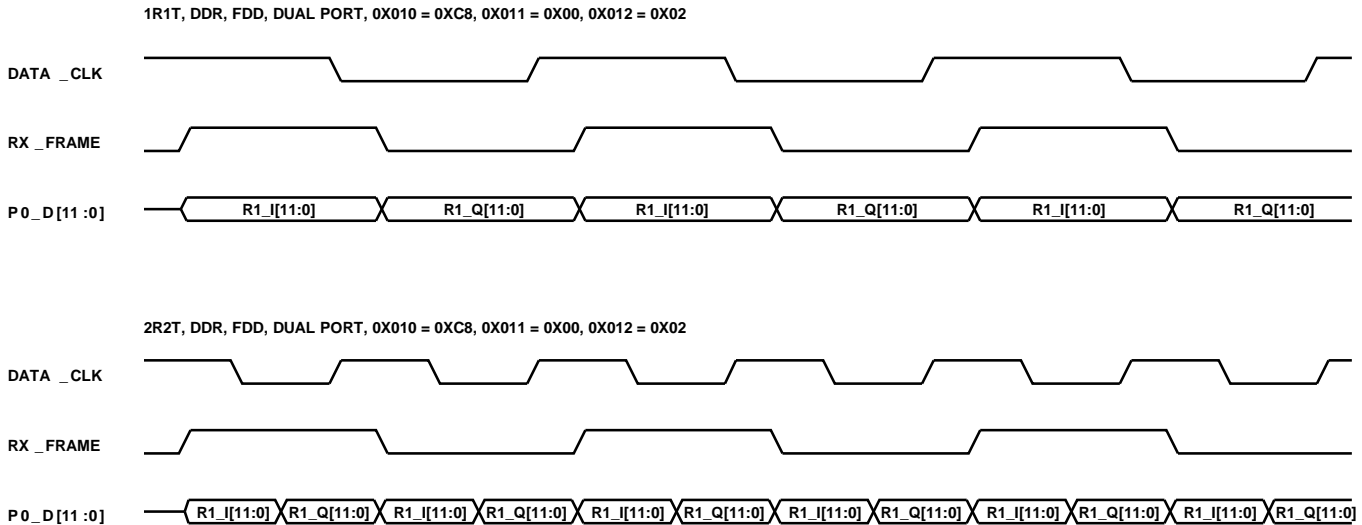 1R1T, DDR, FDD, DUAL PORT, 0X010 = 0XC8, 0X011 = 0X00, 0X012 = 0X02
DATA _CLK
RX _FRAME
P0_D[11 :0]
R1_I[11:0] R1_Q[11:0] R1_I[11:0] R1_Q[11:0] R1_I[11:0] R1_Q[11:0]
2R2T, DDR, FDD, DUAL PORT, 0X010 = 0XC8, 0X011 = 0X00, 0X012 = 0X02
DATA _CLK
RX _FRAME
P0_D[11 :0]
R1_I[11:0] R1_Q[11:0] R1_I[11:0] R1_Q[11:0] R1_I[11:0] R1_Q[11:0] R1_I[11:0] R1_Q[11:0] R1_I[11:0] R1_Q[11:0] R1_I[11:0] R1_Q[11:0]